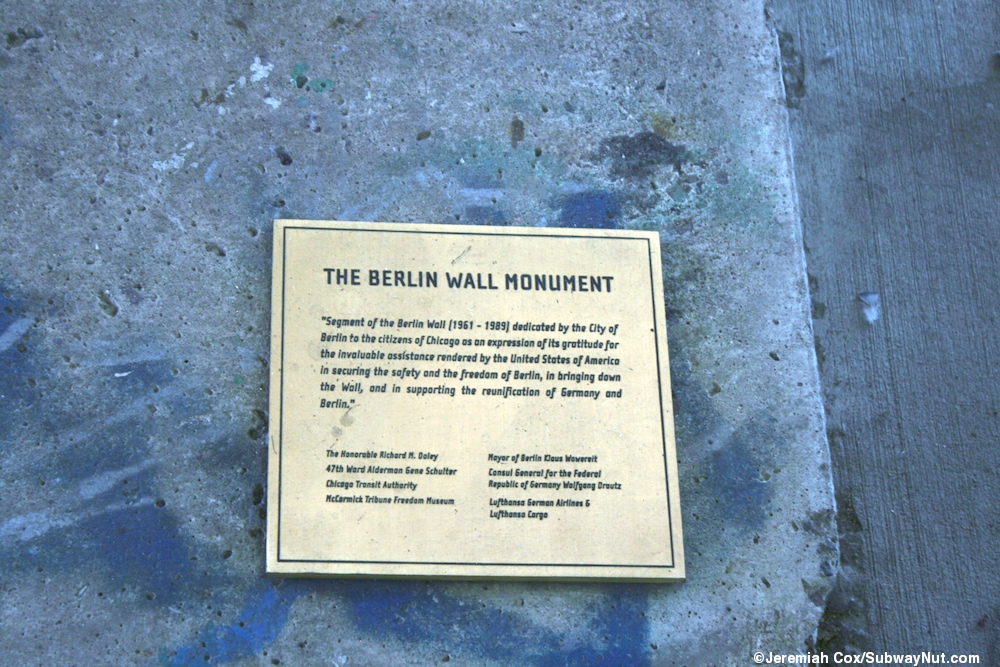 THE BERLIN WALL MONUMENT
"Segment of the Berlin Wall (1961 - 1989) dedicated by the City of
Berlin to the citizens of Chicago as an expression of its gratitude for
the invaluable assistance rendered by the United States of America
in securing the safety and the freedom of Berlin, in bringing down
the Wall, and in supporting the reunification of Germany and
Berlin."
The Honorable Richard M. Daley
47th Ward Alderman Gene Schulter
Chicago Transit Authority
McCormick Tribune Freedom Museum
Mayor of Berlin Klaus Wowereit
Consul General for the Federal
Republic of Germany Wolfgang Drautz
Lufthansa German Airlines &
Lufthansa Cargo
©Jeremiah Cox/SubwayNut.com